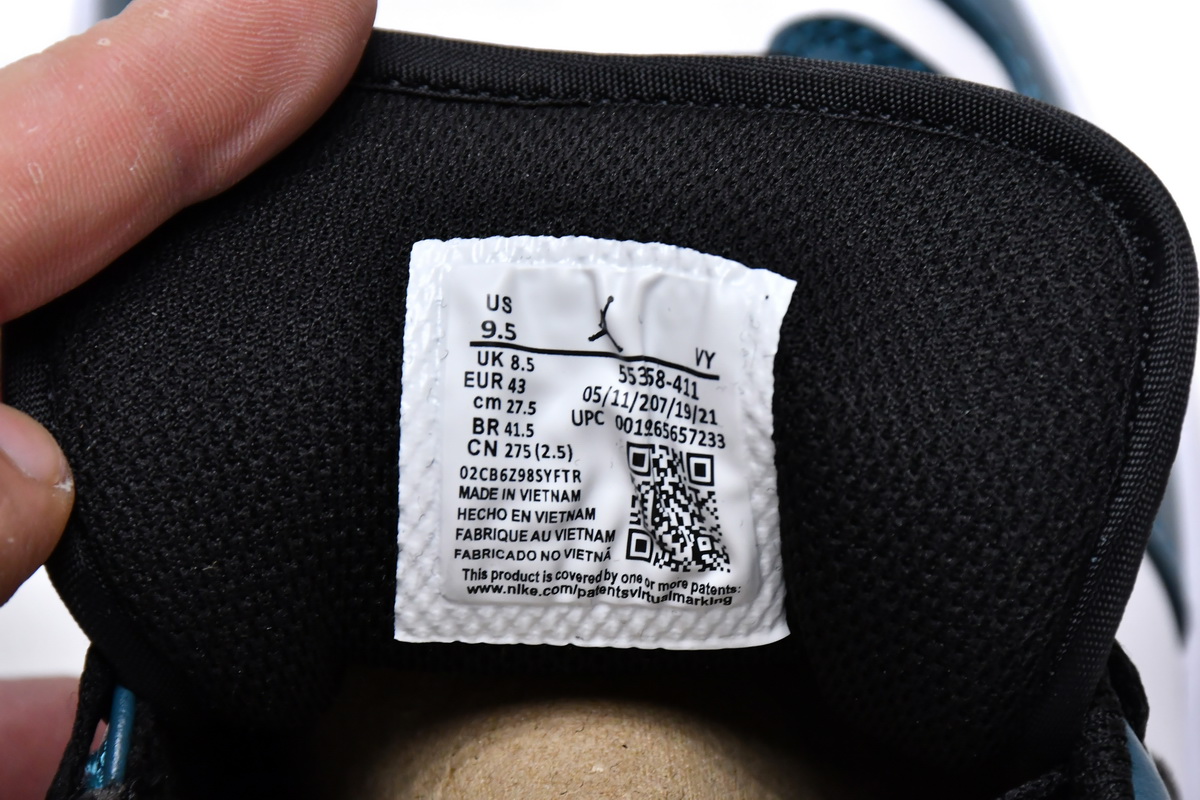 US
9.5
VY
UK 8.5
EUR 43
cm 27.5
BR 41.5
CN 275 (2.5)
55358-411
05/11/207/19/21
UPC
02CB6Z98SYFTR
MADE IN VIETNAM
HECHO EN VIETNAM
FABRIQUE AU VIETNAM
FABRICADO NO VIETNÃ
This product is covered by one or more patents:
www.nike.com/patentsvirtualmarking